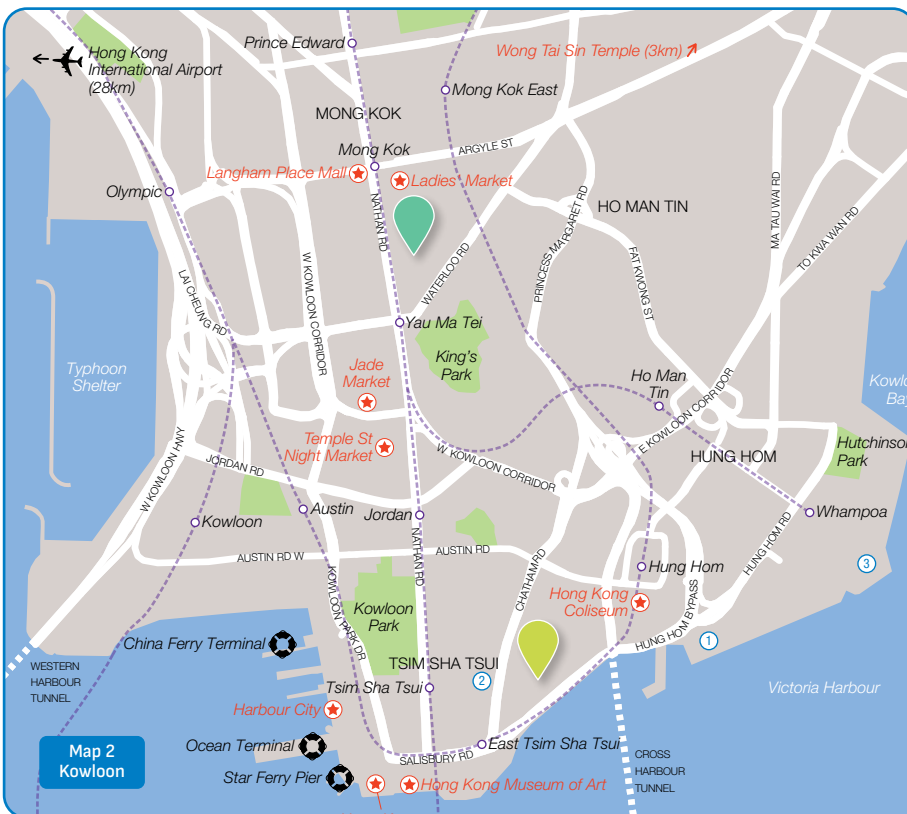 Prince Edward
Wong Tai Sin Temple (3km)
Hong Kong
International Airport
(28km)
Mong Kok East
MONG KOK
Mong Kok
ARGYLE ST
Langham Place Mall
Ladies' Market
Olympic
NATHAN RD
HO MAN TIN
PRINCESS MARGARET RD
MA TAU WAI RD
TO KWA WAN RD
FAT KWONG ST
WATERLOO RD
LAI CHEUNG RD
W KOWLOON CORRIDOR
Yau Ma Tei
King's
Park
Typhoon
Shelter
Jade
Market
Ho Man
Tin
Temple St
Night Market
E KOWLOON CORRIDOR
W KOWLOON CORRIDOR
HUNG HOM
Hutchinson
Park
W KOWLOON HWY
JORDAN RD
Kowloon
Austin
Jordan
Whampoa
NATHAN RD
AUSTIN RD W
AUSTIN RD
CHATHAM RD
HUNG HOM RD
Hung Hom
3
Hong Kong
Coliseum
Kowloon
Park
KOWLOON PARK DR
HUNG HOM BYPASS
1
China Ferry Terminal
WESTERN
HARBOUR
TUNNEL
TSIM SHA TSUI
2
Tsim Sha Tsui
Victoria Harbour
Harbour City
Ocean Terminal
East Tsim Sha Tsui
SALISBURY RD
Map 2
Kowloon
Star Ferry Pier
Hong Kong Museum of Art
CROSS
HARBOUR
TUNNEL